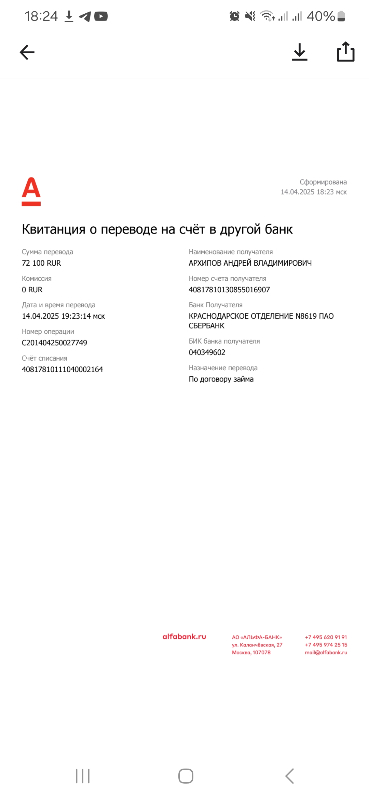 18:24
40%
Сформирована
14.04.2025 18:23 мск
Квитанция о переводе на счёт в другой банк
Сумма перевода
72 100 RUR
Комиссия
0 RUR
Дата и время перевода
14.04.2025 19:23:14 мск
Номер операции
C201404250027749
Счёт списания
40817810111040002164
Наименование получателя
АРХИПОВ АНДРЕЙ ВЛАДИМИРОВИЧ
Номер счета получателя
40817810130855016907
Банк Получателя
КРАСНОДАРСКОЕ ОТДЕЛЕНИЕ N8619 ПАО
СБЕРБАНК
БИК банка получателя
040349602
Назначение перевода
По договору займа
alfabank.ru
АО «АЛЬФА-БАНК»
ул. Каланчёвская, 27
Москва, 107078
+7 495 620 91 91
+7 495 974 25 15
mail@alfabank.ru